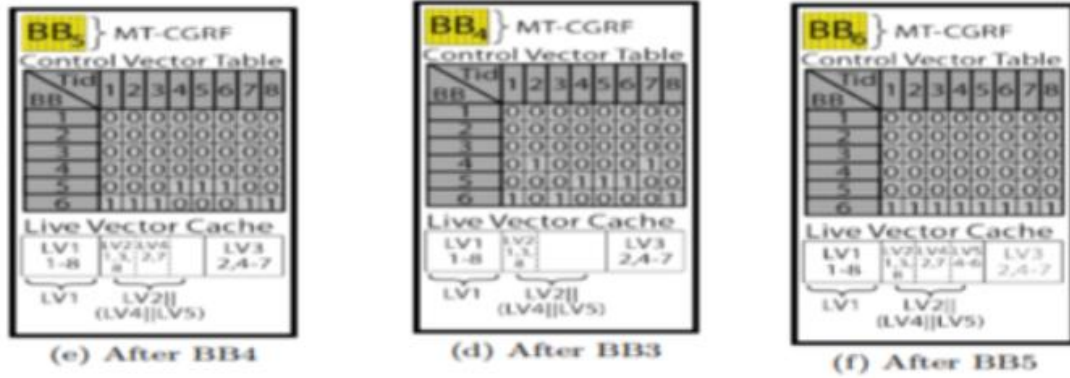 BB5 } MT-CGRF
Control Vector Table
Tid 1 2 3 4 5 6 7 8
BB
1 0 0 0 0 0 0 0 0
2 0 0 0 0 0 0 0 0
3 0 0 0 0 0 0 0 0
4 0 0 0 0 0 0 0 0
5 0 0 0 1 1 1 0 0
6 1 1 1 0 0 0 1 1
Live Vector Cache
LV1 LV2 LV4 LV3
1-8 1,3, 2,7 2,4-7
8
LV1 LV2||
(LV4||LV5)
(e) After BB4
BB4 } MT-CGRF
Control Vector Table
Tid 1 2 3 4 5 6 7 8
BB
1 0 0 0 0 0 0 0 0
2 0 0 0 0 0 0 0 0
3 0 0 0 0 0 0 0 0
4 0 1 0 0 0 0 1 0
5 0 0 0 1 1 1 0 0
6 1 0 1 0 0 0 0 1
Live Vector Cache
LV1 LV2 LV3
1-8 1,3, 2,4-7
8
LV1 LV2||
(LV4||LV5)
(d) After BB3
BB6 } MT-CGRF
Control Vector Table
Tid 1 2 3 4 5 6 7 8
BB
1 0 0 0 0 0 0 0 0
2 0 0 0 0 0 0 0 0
3 0 0 0 0 0 0 0 0
4 0 0 0 0 0 0 0 0
5 0 0 0 0 0 0 0 0
6 1 1 1 1 1 1 1 1
Live Vector Cache
LV1 LV2 LV4 LV5 LV3
1-8 1,3, 2,7 4-6 2,4-7
8
LV1 LV2||
(LV4||LV5)
(f) After BB5